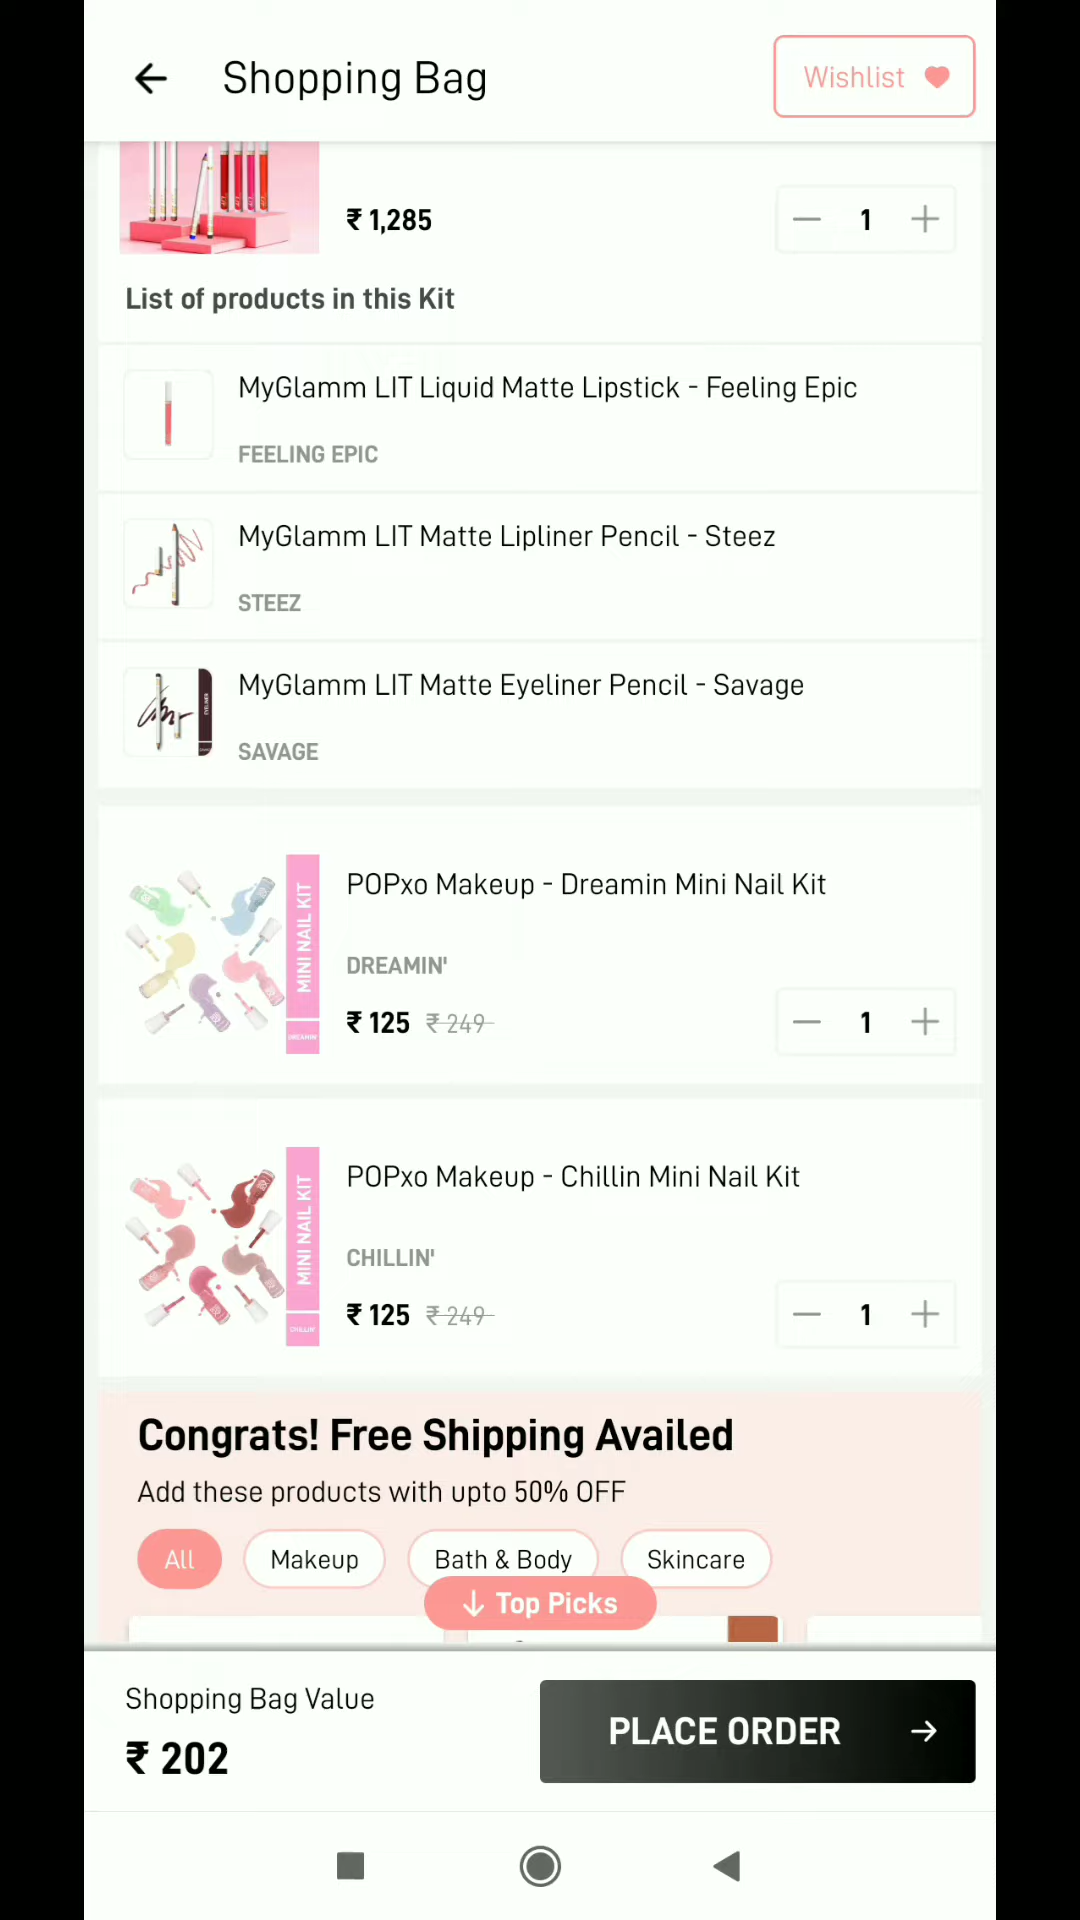 Shopping Bag
Wishlist
₹ 1,285
1
List of products in this Kit
MyGlamm LIT Liquid Matte Lipstick - Feeling Epic
FEELING EPIC
MyGlamm LIT Matte Lipliner Pencil - Steez
STEEZ
MyGlamm LIT Matte Eyeliner Pencil - Savage
SAVAGE
EYELINER
MINI NAIL KIT
DREAMIN'
POPxo Makeup - Dreamin Mini Nail Kit
DREAMIN'
₹ 125 ₹ 249
1
MINI NAIL KIT
CHILLIN'
POPxo Makeup - Chillin Mini Nail Kit
CHILLIN'
₹ 125 ₹ 249
1
Congrats! Free Shipping Availed
Add these products with upto 50% OFF
All
Makeup
Bath & Body
Skincare
Top Picks
Shopping Bag Value
₹ 202
PLACE ORDER